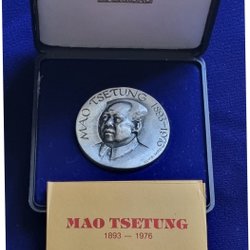 MAO TSETUNG 1893-1976
MAO TSETUNG
1893 — 1976